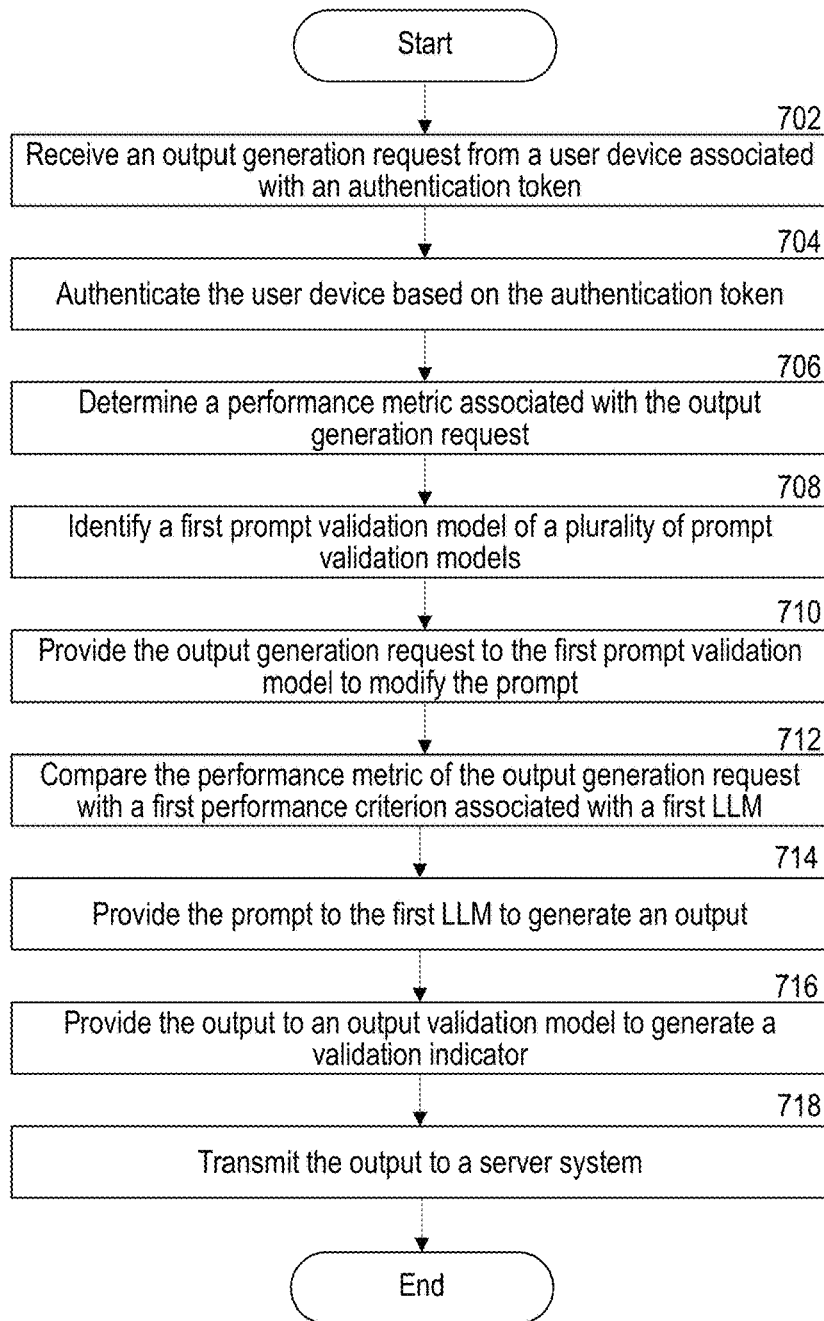 Start
702
Receive an output generation request from a user device associated
with an authentication token
704
Authenticate the user device based on the authentication token
706
Determine a performance metric associated with the output
generation request
708
Identify a first prompt validation model of a plurality of prompt
validation models
710
Provide the output generation request to the first prompt validation
model to modify the prompt
712
Compare the performance metric of the output generation request
with a first performance criterion associated with a first LLM
714
Provide the prompt to the first LLM to generate an output
716
Provide the output to an output validation model to generate a
validation indicator
718
Transmit the output to a server system
End